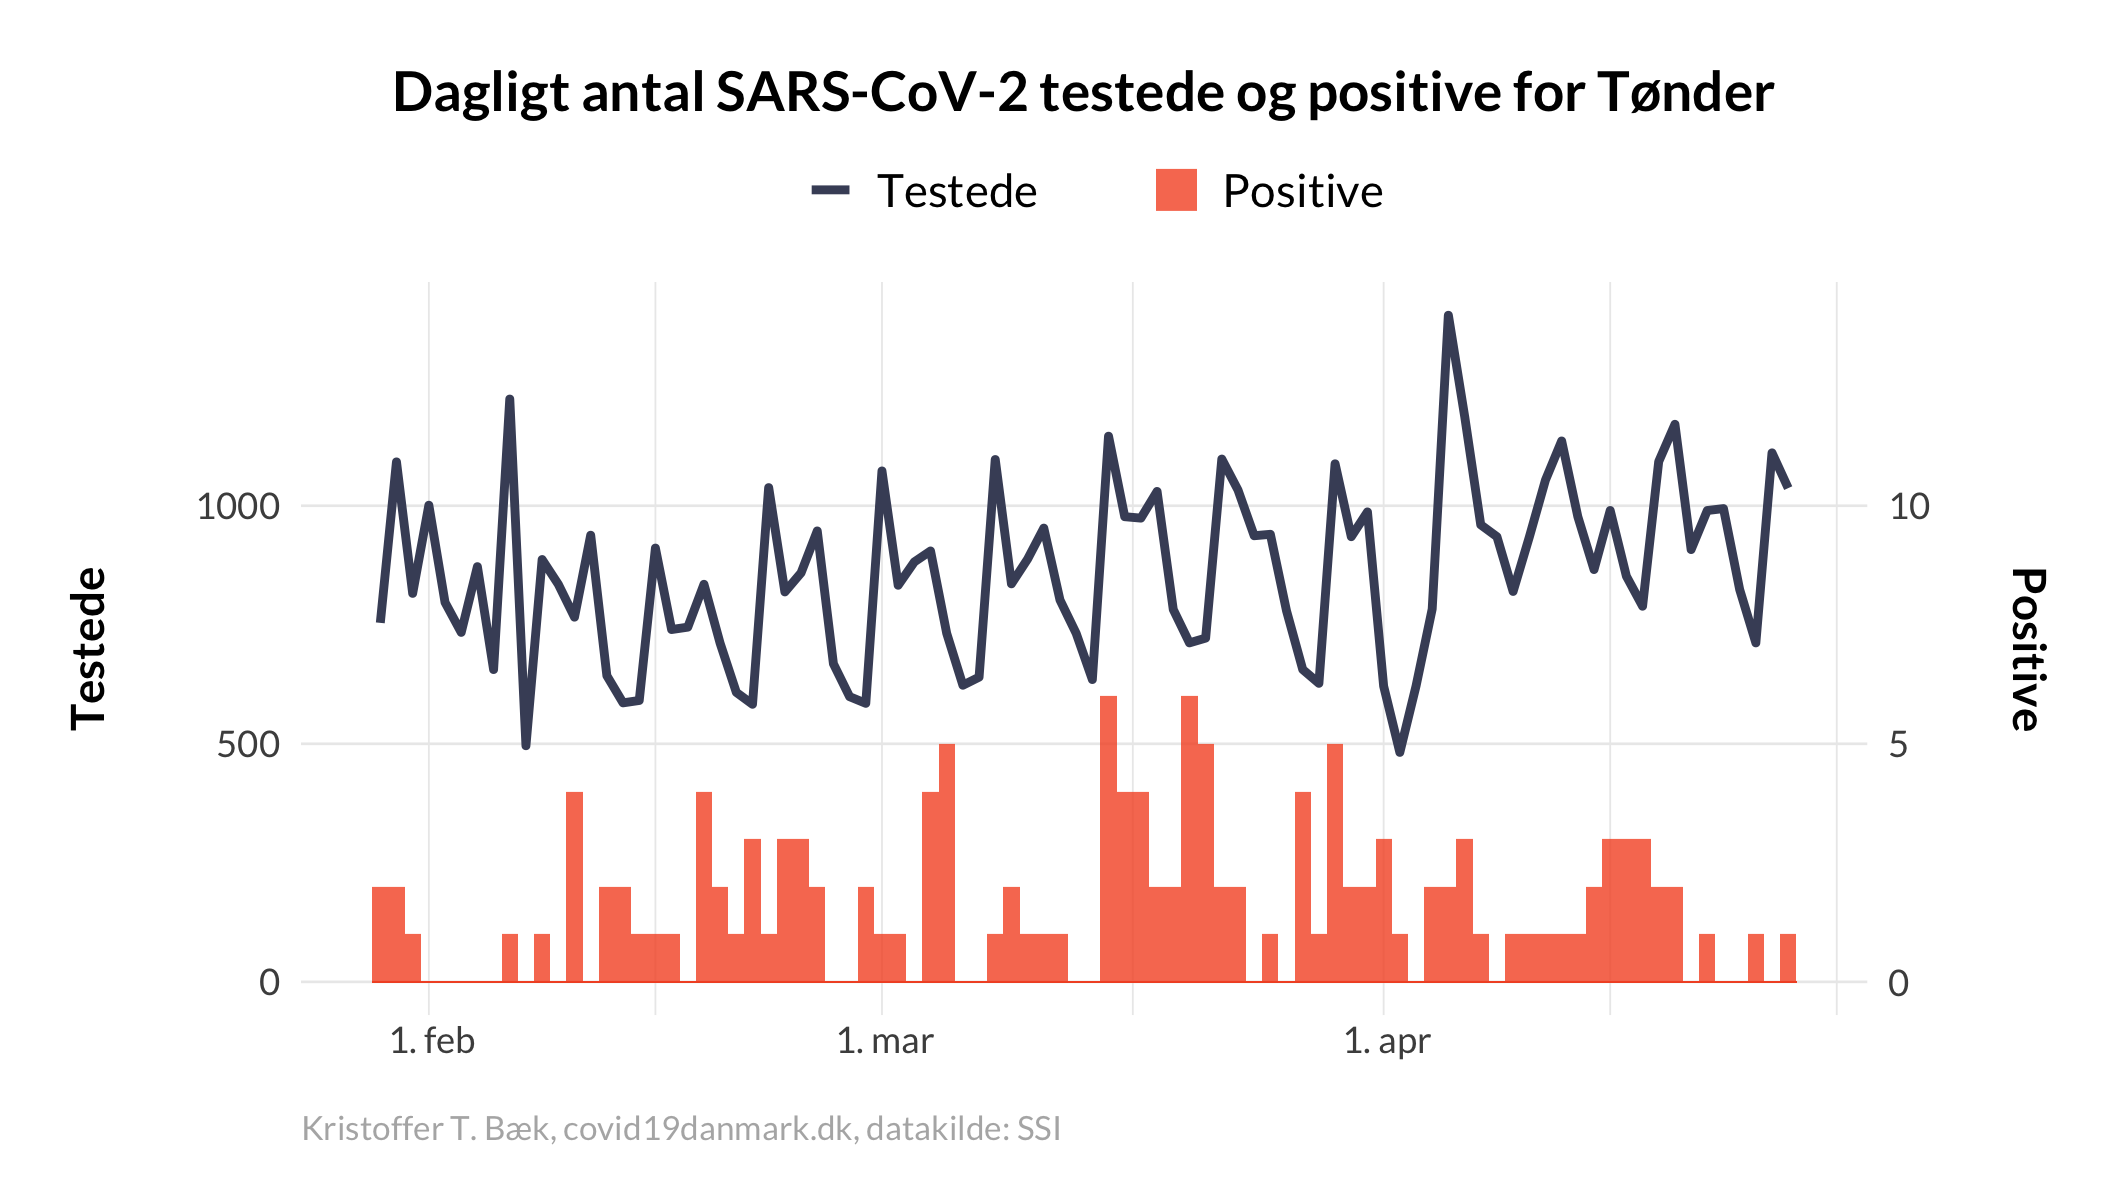 Dagligt antal SARS-CoV-2 testede og positive for Tønder
Testede
Positive
1000
500
0
10
5
0
Testede
Positive
1. feb
1. mar
1. apr
Kristoffer T. Bæk, covid19danmark.dk, datakilde: SSI